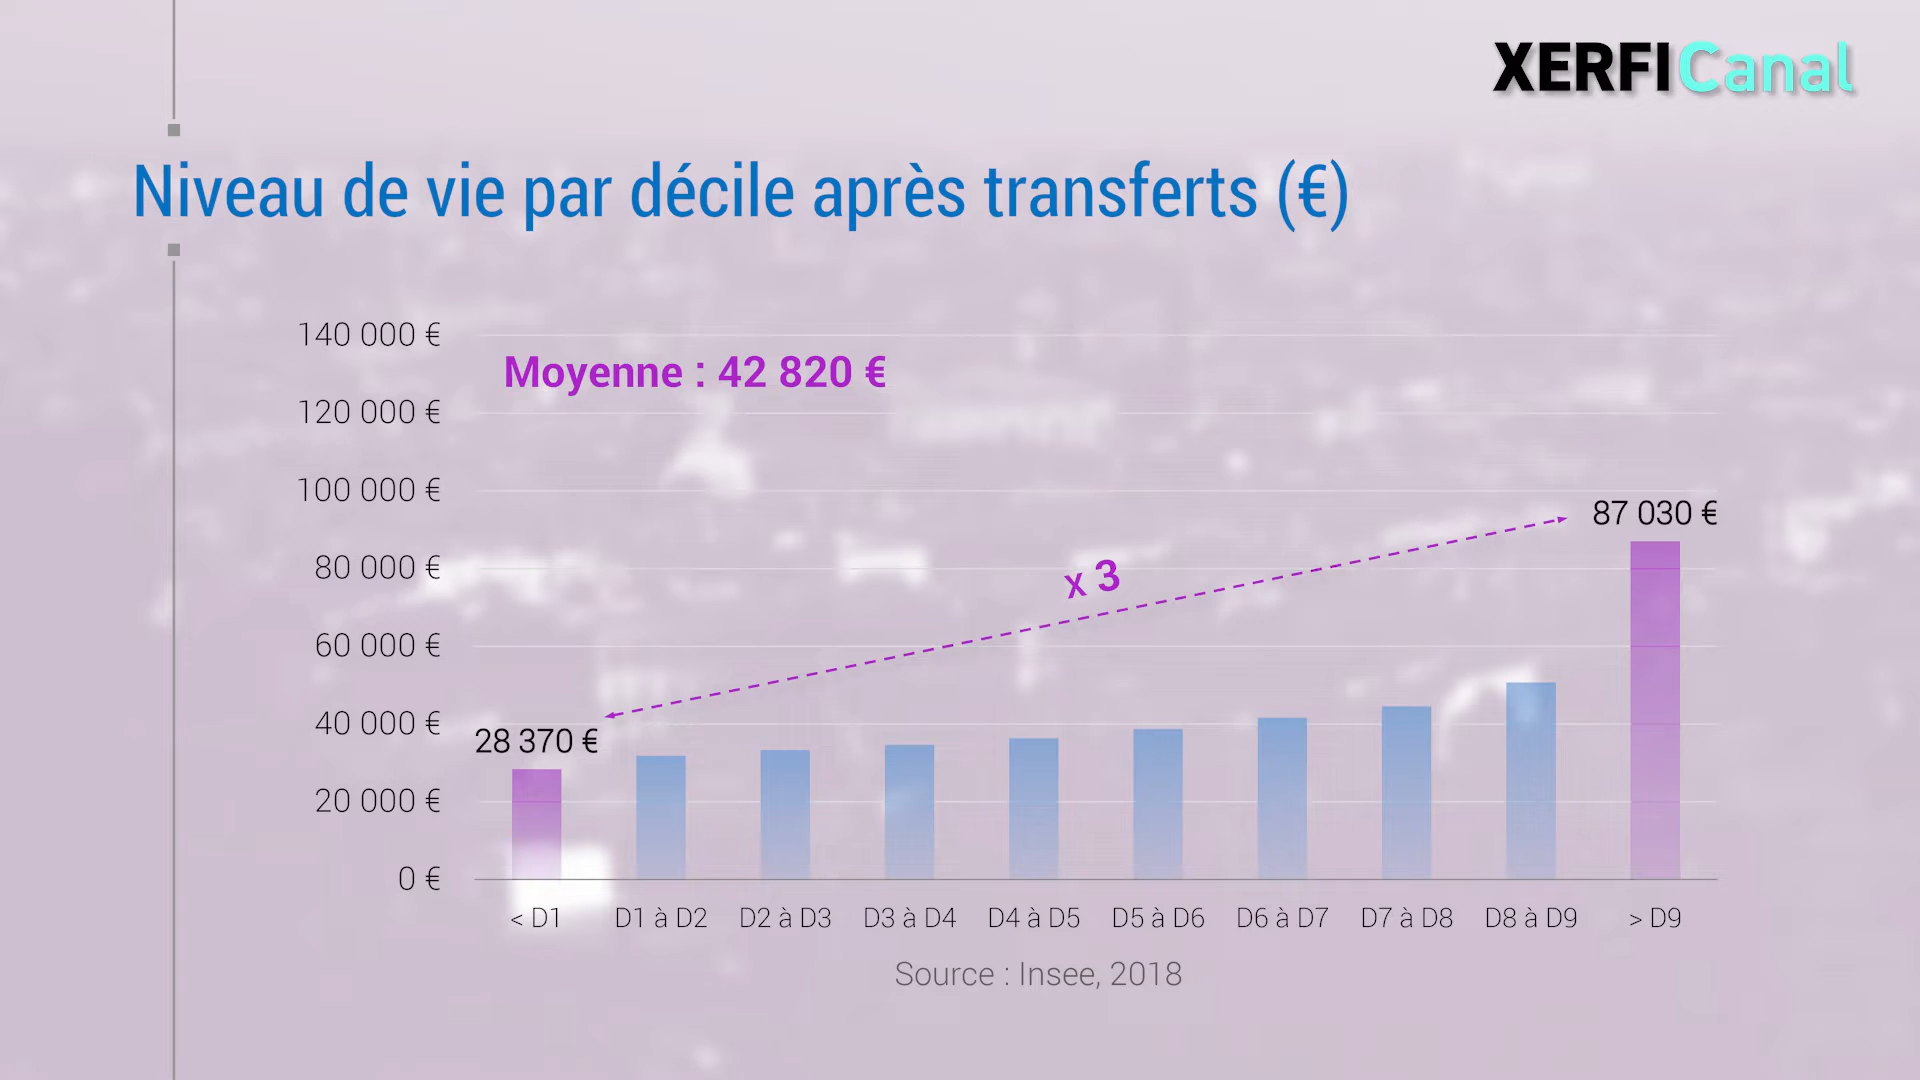 XERFI Canal
Niveau de vie par décile après transferts (€)
140 000 €
Moyenne : 42 820 €
120 000 €
100 000 €
87 030 €
80 000 €
x 3
60 000 €
40 000 €
28 370 €
20 000 €
0 €
< D1 D1 à D2 D2 à D3 D3 à D4 D4 à D5 D5 à D6 D6 à D7 D7 à D8 D8 à D9 > D9
Source : Insee, 2018